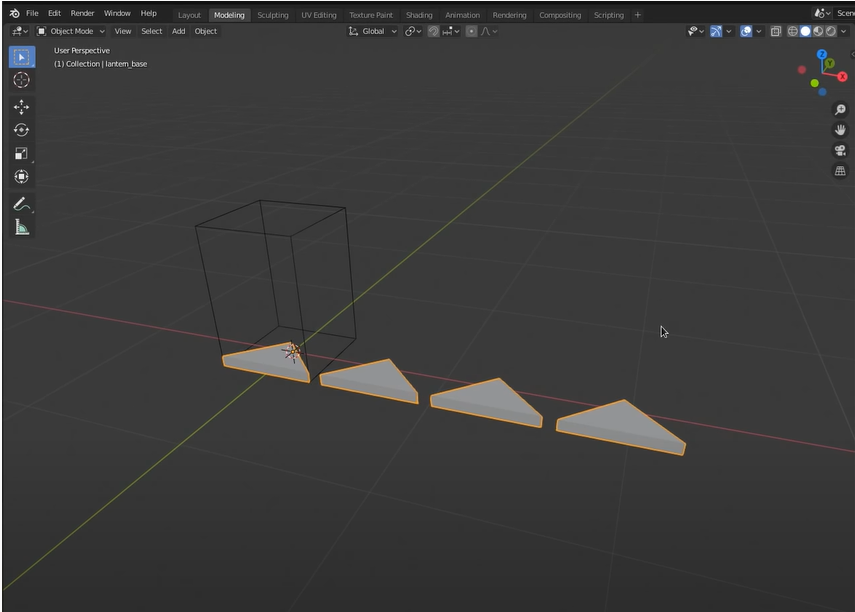 File Edit Render Window Help Layout Modeling Sculpting UV Editing Texture Paint Shading Animation Rendering Compositing Scripting + Scene
Object Mode View Select Add Object Global
User Perspective
(1) Collection | lantern_base
Z
Y
X